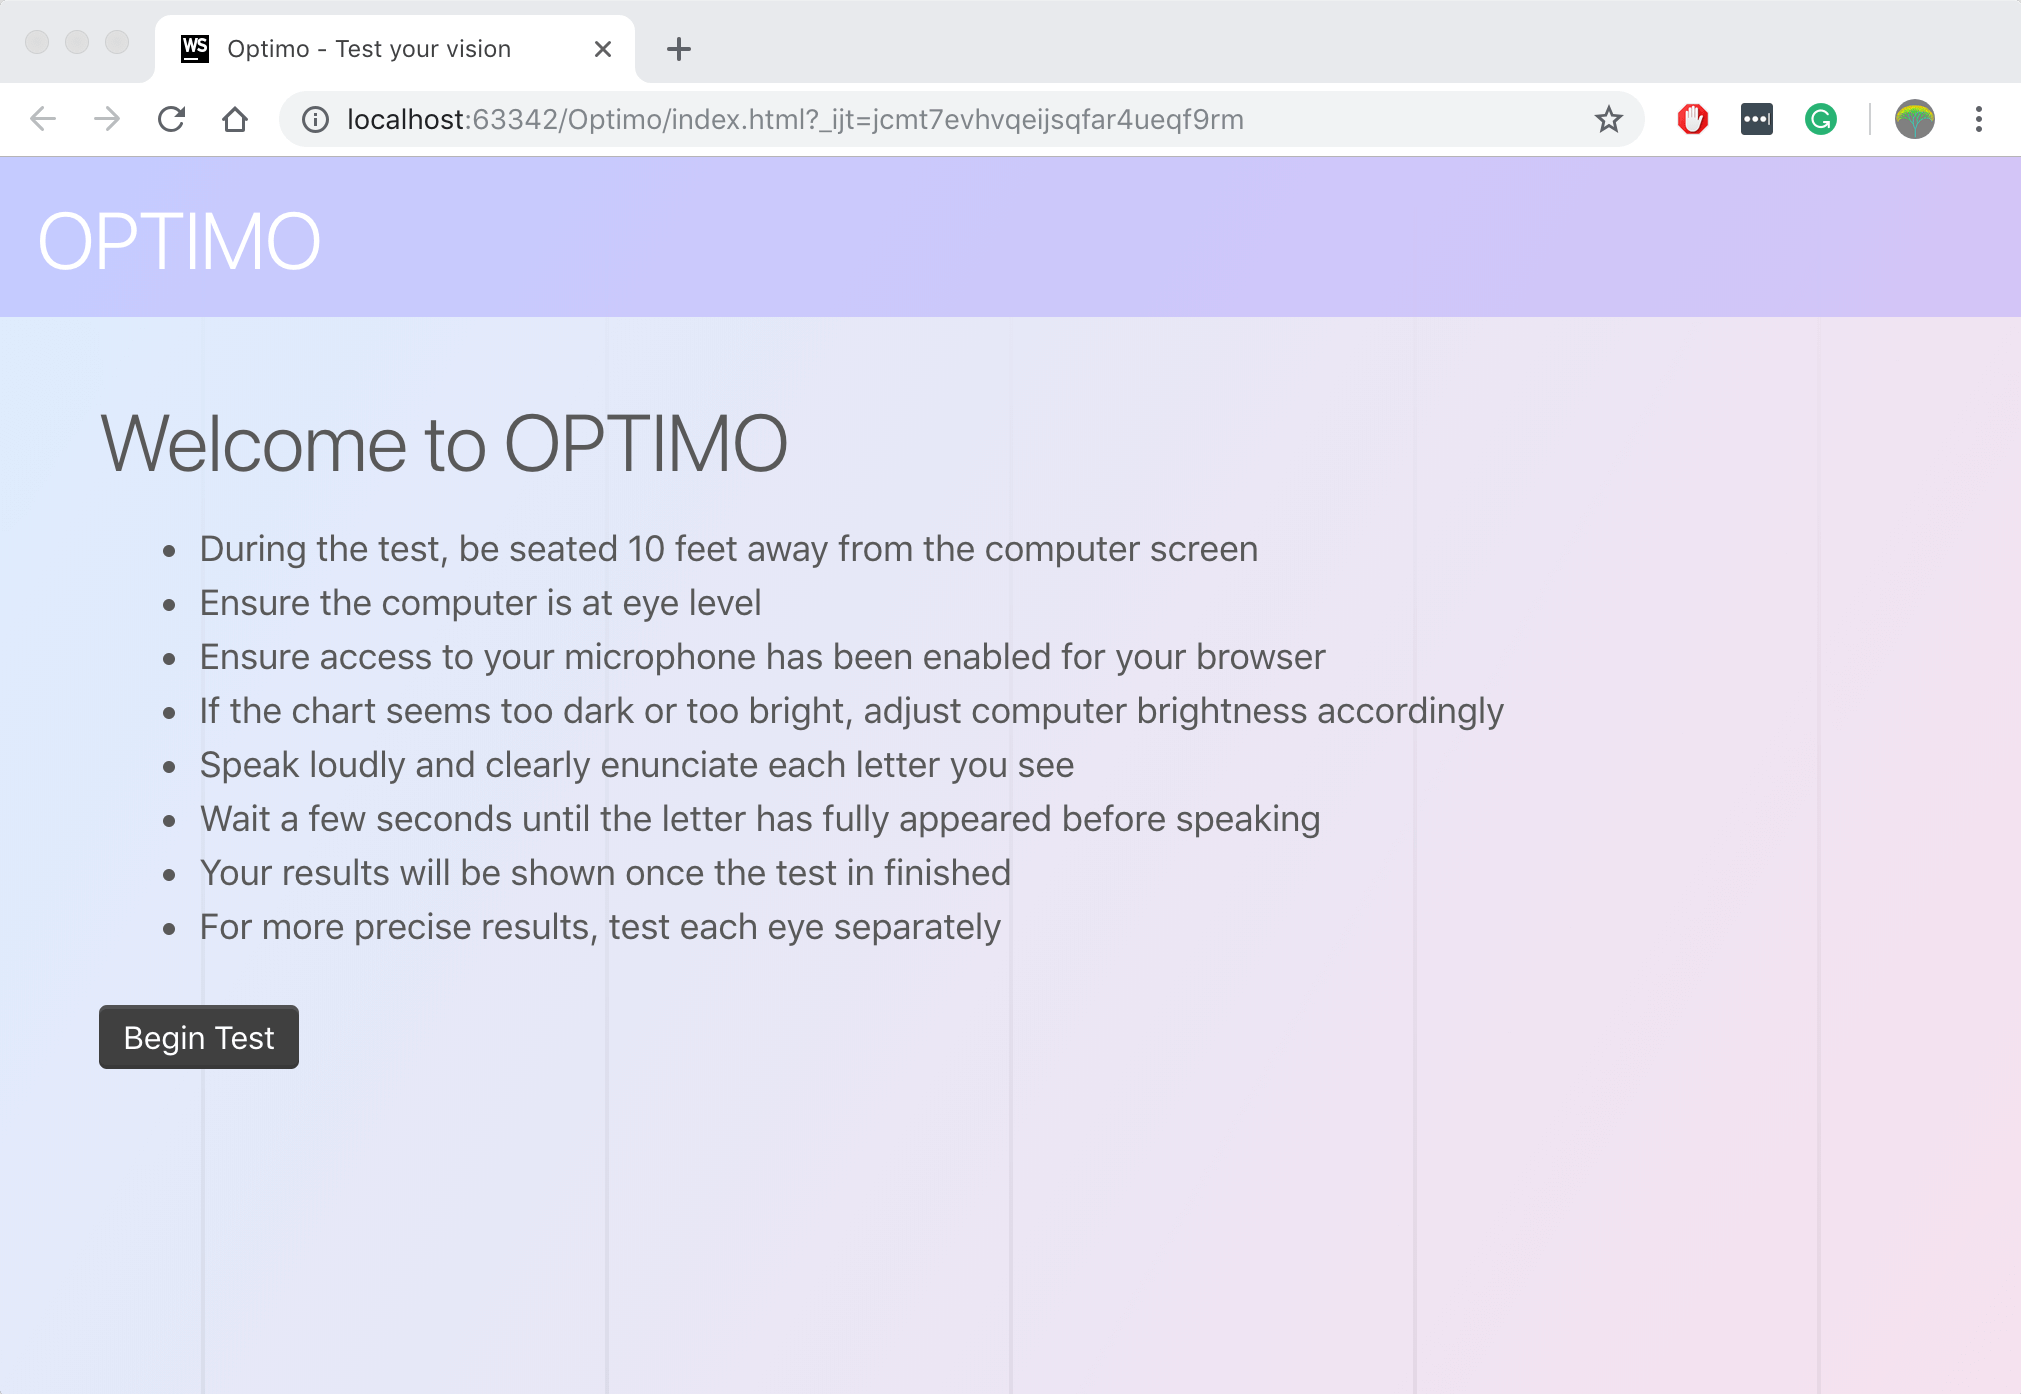 WS
Optimo - Test your vision
localhost:63342/Optimo/index.html?_ijt=jcmt7evhvqeijsqfar4ueqf9rm
OPTIMO
Welcome to OPTIMO
• During the test, be seated 10 feet away from the computer screen
• Ensure the computer is at eye level
• Ensure access to your microphone has been enabled for your browser
• If the chart seems too dark or too bright, adjust computer brightness accordingly
• Speak loudly and clearly enunciate each letter you see
• Wait a few seconds until the letter has fully appeared before speaking
• Your results will be shown once the test in finished
• For more precise results, test each eye separately
Begin Test